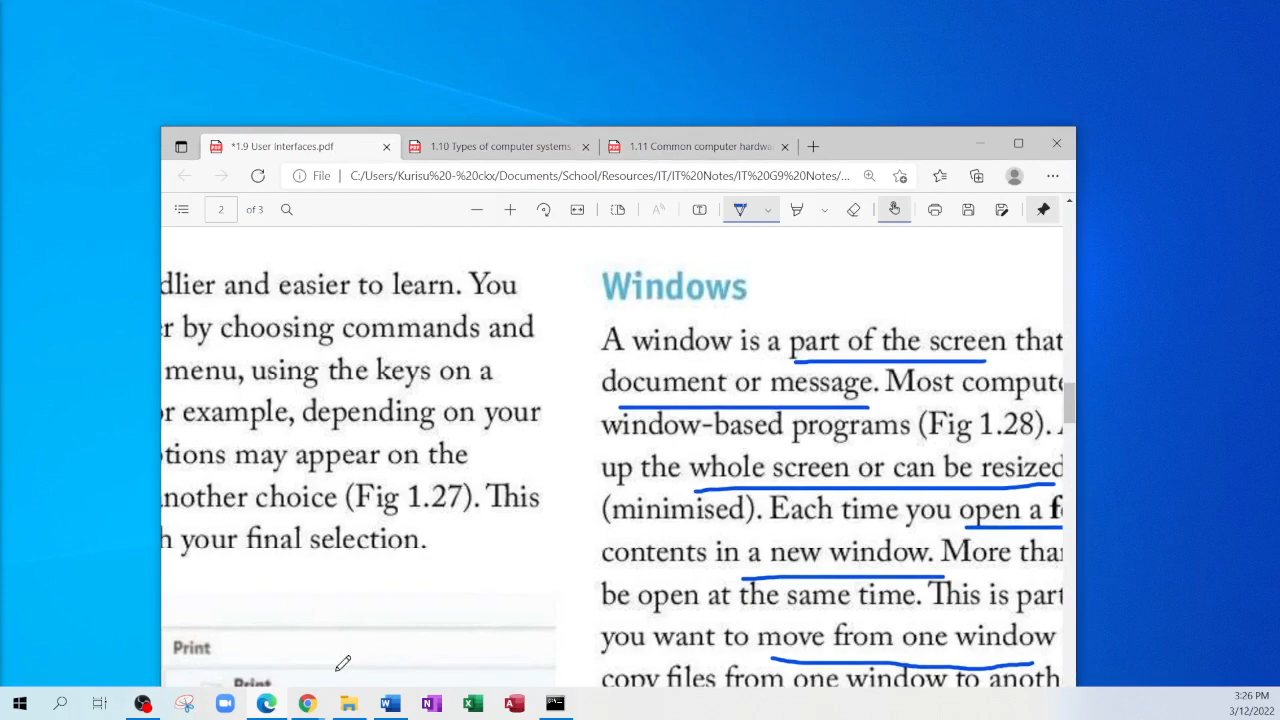 *1.9 User Interfaces.pdf
1.10 Types of computer systems.
1.11 Common computer hardwa
File
C:/Users/Kurisu%20-%20ckx/Documents/School/Resources/IT/IT%20Notes/IT%20G9%20Notes/...
2
of 3
dlier and easier to learn. You
r by choosing commands and
menu, using the keys on a
or example, depending on your
tions may appear on the
nother choice (Fig 1.27). This
h your final selection.
Print
Print
Windows
A window is a part of the screen that
document or message. Most compute
window-based programs (Fig 1.28). A
up the whole screen or can be resized
(minimised). Each time you open a f
contents in a new window. More tha
be open at the same time. This is part
you want to move from one window
copy files from one window to anoth
3:26 PM
3/12/2022